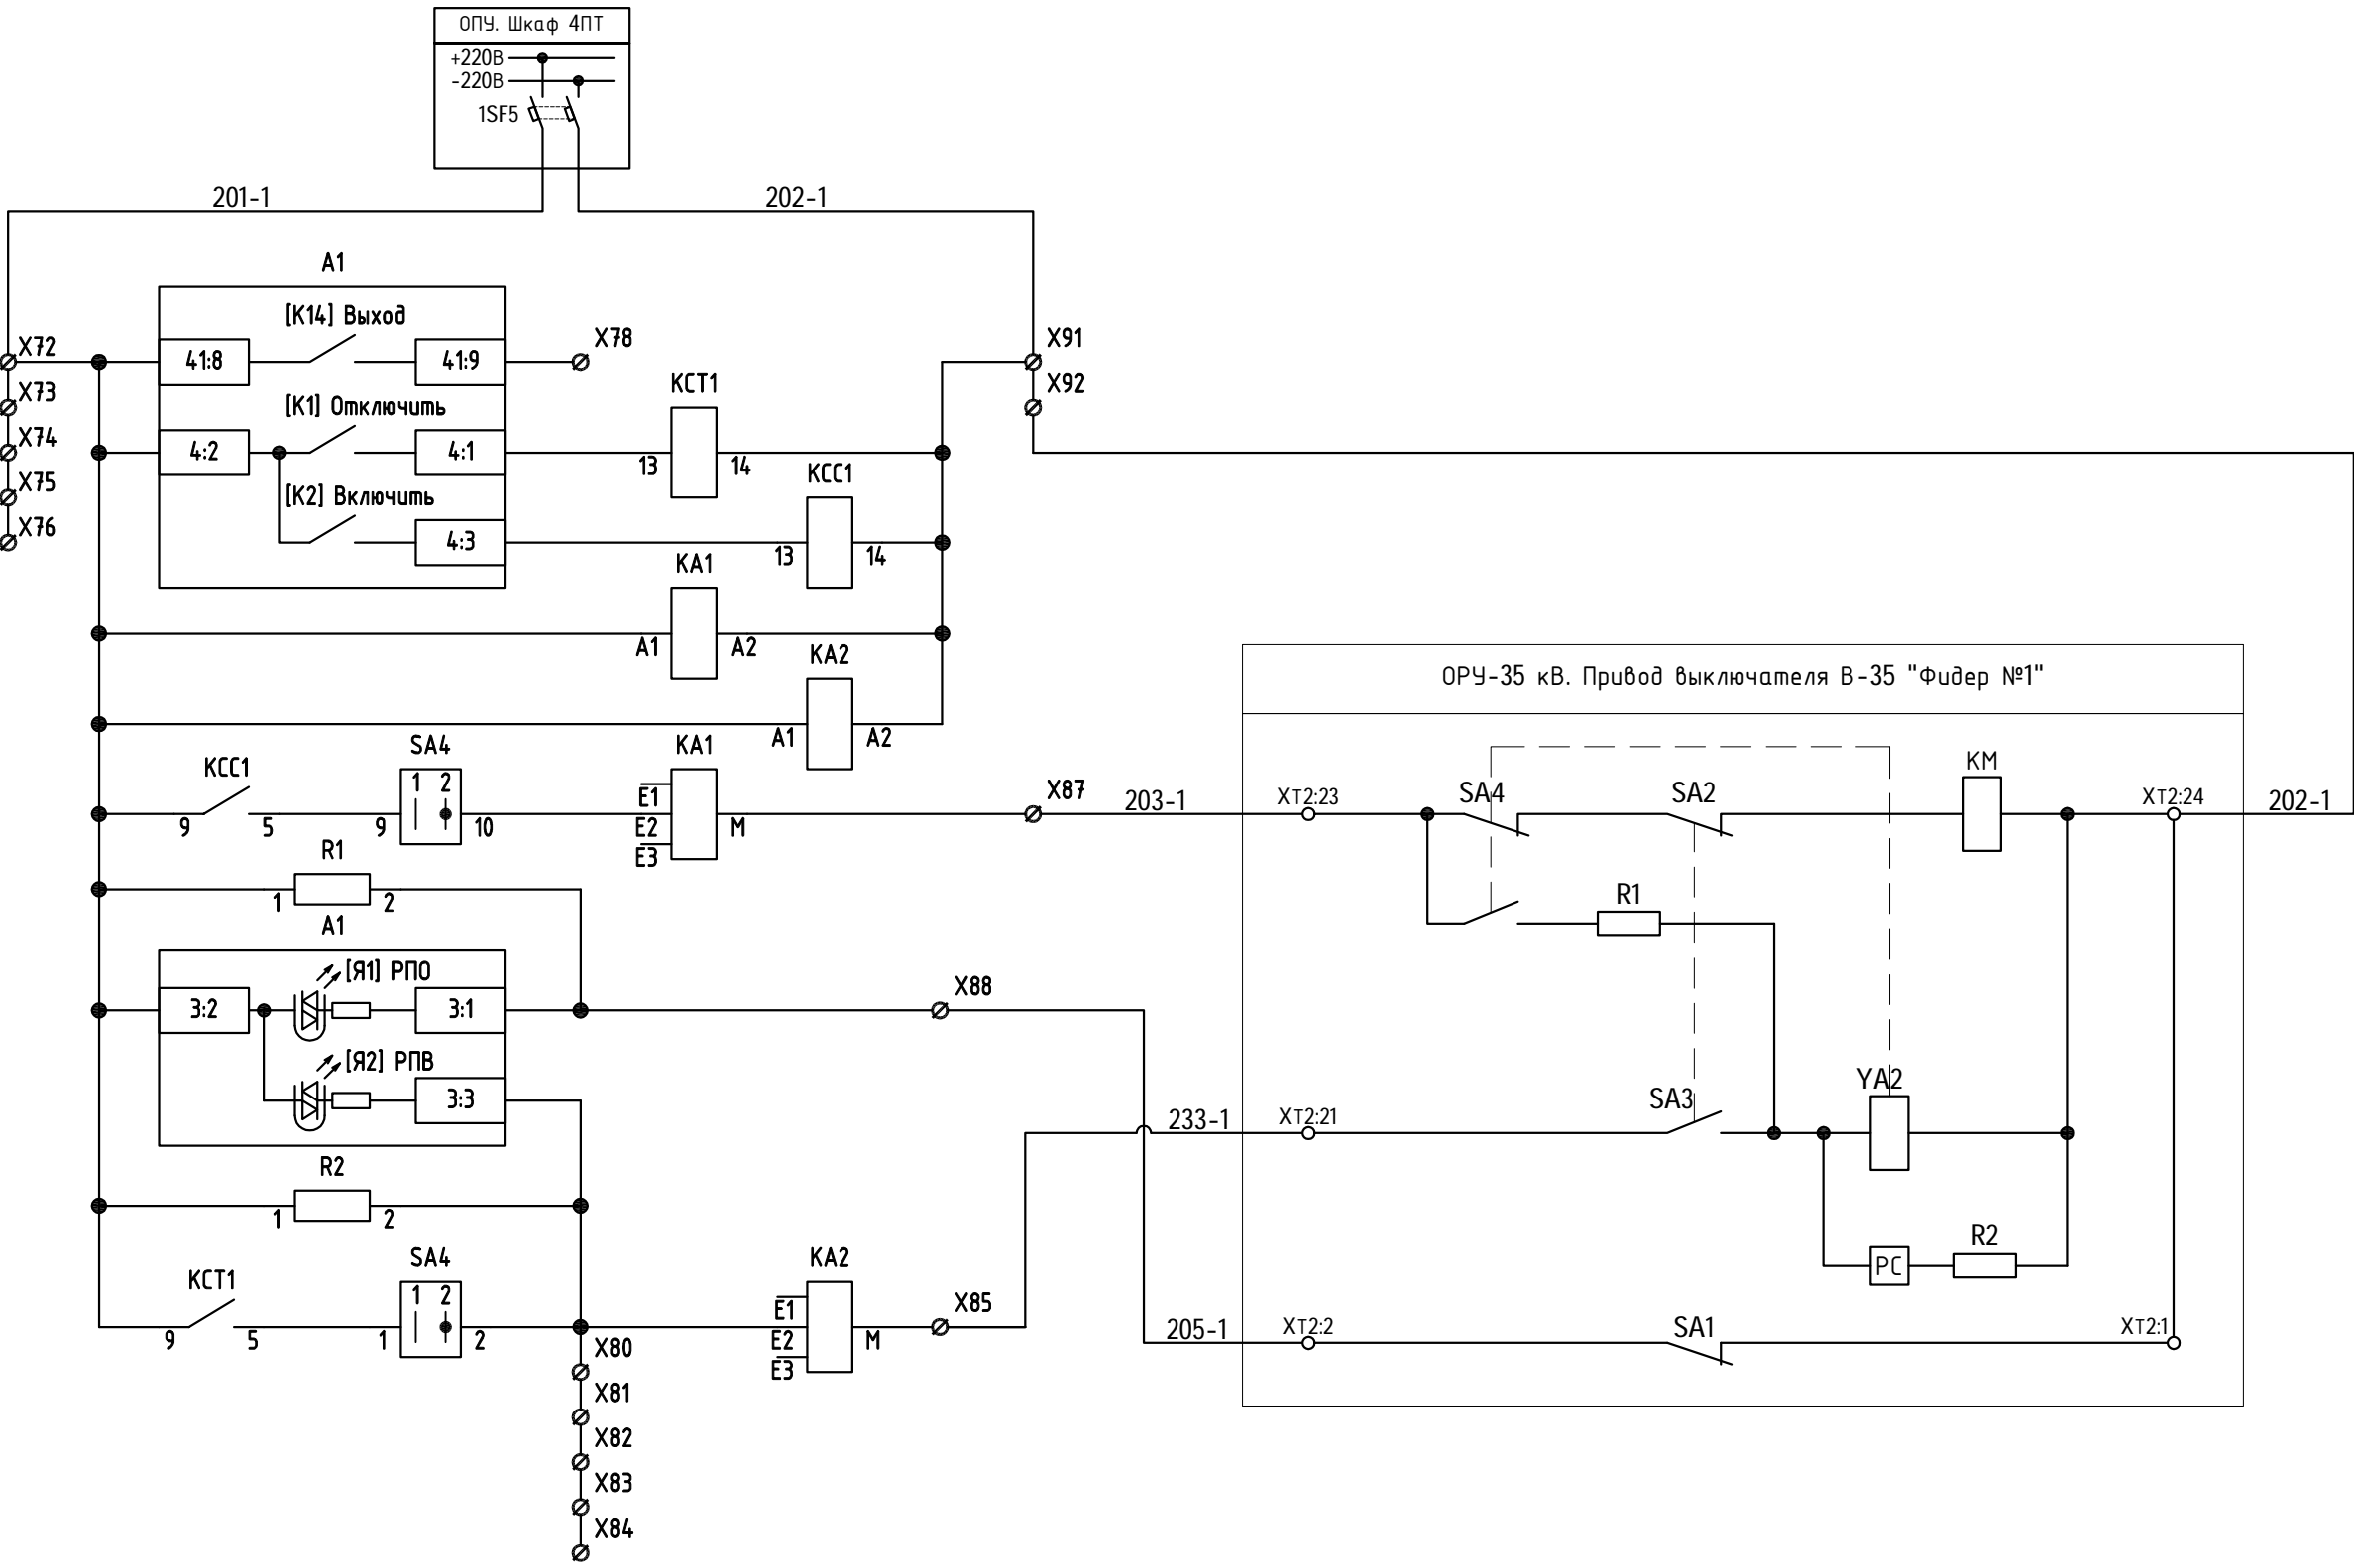 ОПУ. Шкаф 4ПТ
+220В
-220В
1SF5
201-1
202-1
A1
[K14] Выход
X72
41:8
41:9
X78
X91
X73
X92
[K1] Отключить
KCT1
X74
4:2
4:1
13
14
X75
[K2] Включить
KCC1
X76
4:3
13
14
KA1
A1
A2
KA2
A1
A2
ОРУ-35 кВ. Привод выключателя В-35 "Фидер №1"
KCC1
SA4
1 2
9
5
9
10
KA1
E1
E2
E3
M
X87
203-1
XT2:23
SA4
SA2
KM
XT2:24
202-1
R1
1
2
R1
A1
[Я1] РПО
3:2
3:1
X88
[Я2] РПВ
3:3
YA2
SA3
233-1
XT2:21
R2
1
2
PC
R2
KCT1
SA4
1 2
9
5
1
2
KA2
E1
E2
E3
M
X85
205-1
XT2:2
SA1
XT2:1
X80
X81
X82
X83
X84